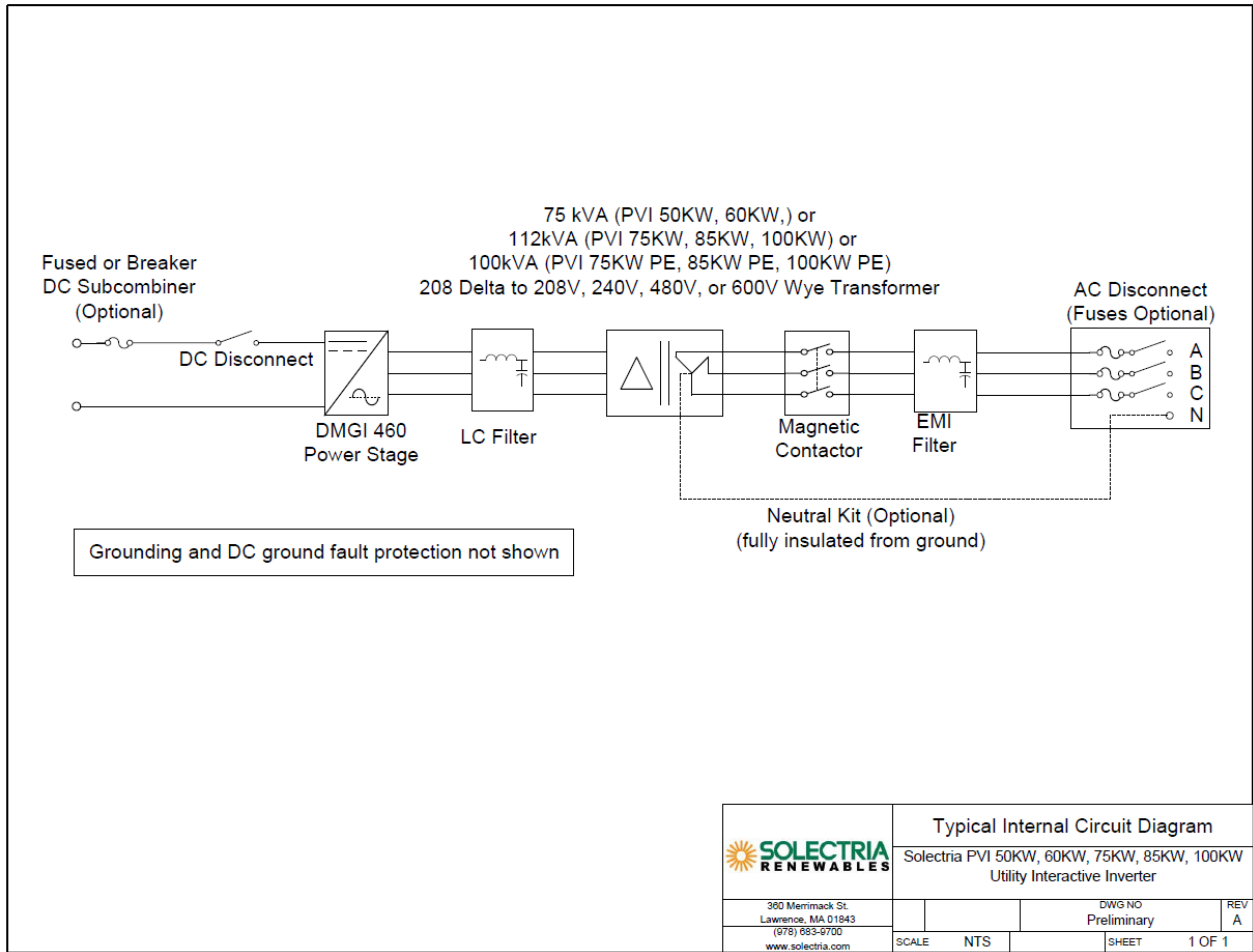 75 kVA (PVI 50KW, 60KW,) or
112kVA (PVI 75KW, 85KW, 100KW) or
100kVA (PVI 75KW PE, 85KW PE, 100KW PE)
208 Delta to 208V, 240V, 480V, or 600V Wye Transformer
Fused or Breaker
DC Subcombiner
(Optional)
AC Disconnect
(Fuses Optional)
DC Disconnect
A
B
C
N
DMGI 460
Power Stage
LC Filter
Magnetic
Contactor
EMI
Filter
Neutral Kit (Optional)
(fully insulated from ground)
Grounding and DC ground fault protection not shown
SOLECTRIA
RENEWABLES
360 Merrimack St.
Lawrence, MA 01843
(978) 683-9700
www.solectria.com
Typical Internal Circuit Diagram
Solectria PVI 50KW, 60KW, 75KW, 85KW, 100KW
Utility Interactive Inverter
DWG NO
Preliminary
REV
A
SCALE NTS
SHEET 1 OF 1